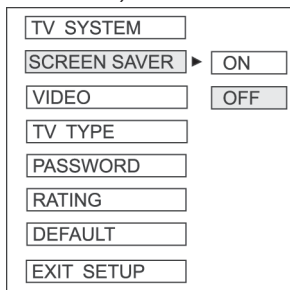 TV SYSTEM
SCREEN SAVER ► ON
VIDEO OFF
TV TYPE
PASSWORD
RATING
DEFAULT
EXIT SETUP